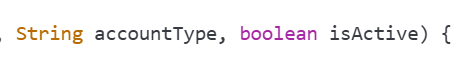 , String accountType, boolean isActive) {